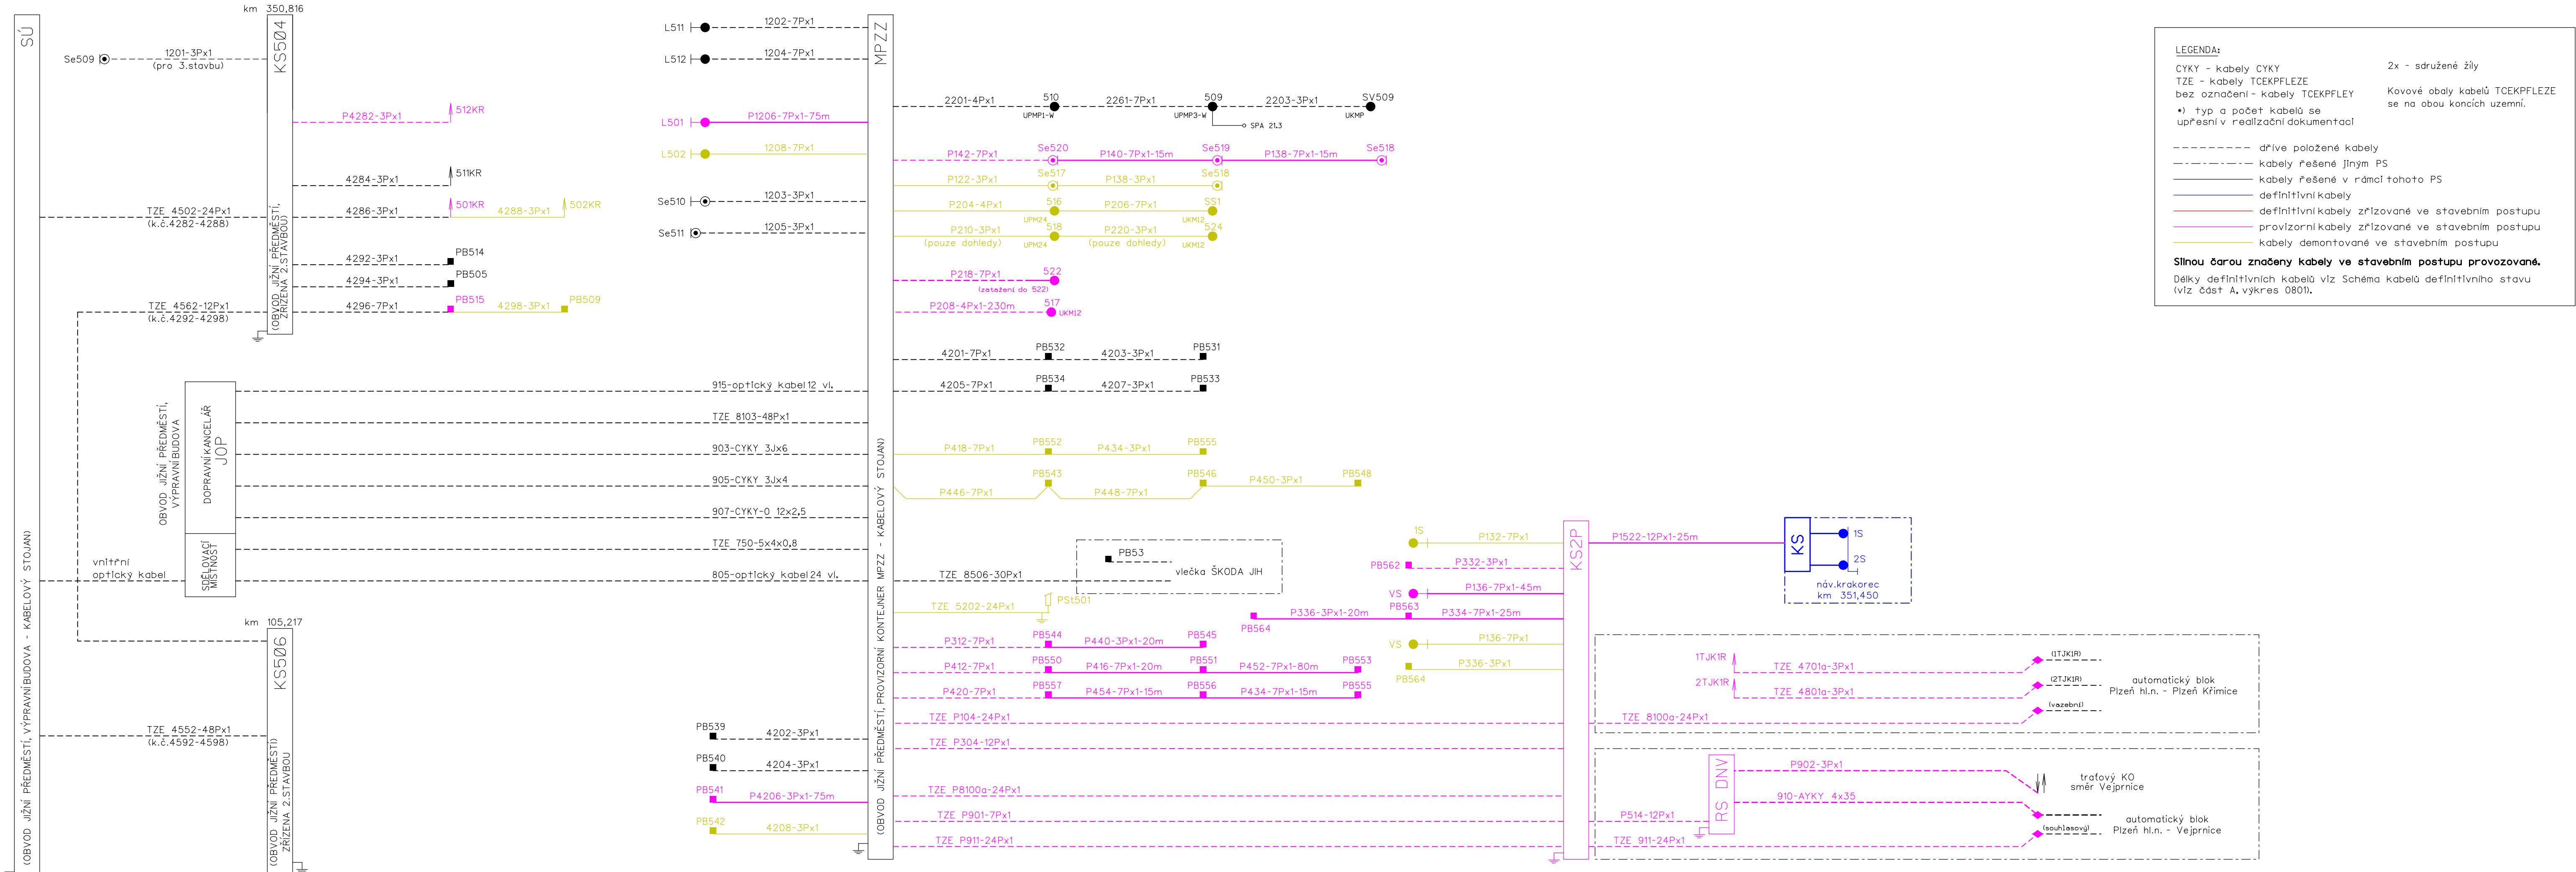 SÚ
(OBVOD JIŽNÍ PŘEDMĚSTÍ, VÝPRAVNÍ BUDOVA - KABELOVÝ STOJAN)
km 350,816
KS504
(OBVOD JIŽNÍ PŘEDMĚSTÍ,
ZŘÍZENA 2.STAVBOU)
Se509
1201-3Px1
(pro 3.stavbu)
P4282-3Px1
512KR
4284-3Px1
511KR
TZE 4502-24Px1
(k.č.4282-4288)
4286-3Px1
501KR
4288-3Px1
502KR
4292-3Px1
PB514
4294-3Px1
PB505
TZE 4562-12Px1
(k.č.4292-4298)
4296-7Px1
PB515
4298-3Px1
PB509
OBVOD JIŽNÍ PŘEDMĚSTÍ,
VÝPRAVNÍ BUDOVA
DOPRAVNÍ KANCELÁŘ
JOP
SDĚLOVACÍ
MÍSTNOST
vnitřní
optický kabel
915-optický kabel 12 vl.
TZE 8103-48Px1
903-CYKY 3Jx6
905-CYKY 3Jx4
907-CYKY-O 12x2,5
TZE 750-5x4x0,8
805-optický kabel 24 vl.
km 105,217
KS506
(OBVOD JIŽNÍ PŘEDMĚSTÍ)
ZŘÍZENA 2.STAVBOU
TZE 4552-48Px1
(k.č.4592-4598)
L511
1202-7Px1
L512
1204-7Px1
L501
P1206-7Px1-75m
L502
1208-7Px1
Se510
1203-3Px1
Se511
1205-3Px1
PB539
4202-3Px1
PB540
4204-3Px1
PB541
P4206-3Px1-75m
PB542
4208-3Px1
MPZZ
(OBVOD JIŽNÍ PŘEDMĚSTÍ, PROVIZORNÍ KONTEJNER MPZZ - KABELOVÝ STOJAN)
2201-4Px1
510
UPMP1-W
2261-7Px1
509
UPMP3-W
SPA 21.3
2203-3Px1
SV509
UKMP
P142-7Px1
Se520
P140-7Px1-15m
Se519
P138-7Px1-15m
Se518
P122-3Px1
Se517
P138-3Px1
Se518
P204-4Px1
516
UPM24
P206-7Px1
SS1
UKM12
P210-3Px1
(pouze dohledy)
518
UPM24
P220-3Px1
(pouze dohledy)
524
UKM12
P218-7Px1
(zatažení do 522)
522
P208-4Px1-230m
517
UKM12
4201-7Px1
PB532
4203-3Px1
PB531
4205-7Px1
PB534
4207-3Px1
PB533
P418-7Px1
PB552
P434-3Px1
PB555
P446-7Px1
PB543
P448-7Px1
PB546
P450-3Px1
PB548
PB53
vlečka ŠKODA JIH
TZE 8506-30Px1
TZE 5202-24Px1
PSt501
P312-7Px1
PB544
P440-3Px1-20m
PB545
P412-7Px1
PB550
P416-7Px1-20m
PB551
P452-7Px1-80m
PB553
P420-7Px1
PB557
P454-7Px1-15m
PB556
P434-7Px1-15m
PB555
TZE P104-24Px1
TZE P304-12Px1
TZE P8100a-24Px1
TZE P901-7Px1
TZE P911-24Px1
1S
P132-7Px1
PB562
P332-3Px1
VS
P136-7Px1-45m
PB564
P336-3Px1-20m
PB563
P334-7Px1-25m
VS
P136-7Px1
PB564
P336-3Px1
KS2P
P1522-12Px1-25m
KS
1S
2S
náv.krakorec
km 351,450
1TJK1R
TZE 4701a-3Px1
(1TJK1R)
2TJK1R
TZE 4801a-3Px1
(2TJK1R)
TZE 8100a-24Px1
(vazební)
automatický blok
Plzeň hl.n. - Plzeň Křimice
RS DNV
P902-3Px1
traťový KO
směr Vejprnice
910-AYKY 4x35
P514-12Px1
TZE 911-24Px1
(souhlasový)
automatický blok
Plzeň hl.n. - Vejprnice
LEGENDA:
CYKY - kabely CYKY
TZE - kabely TCEKPFLEZE
bez označení - kabely TCEKPFLEY
*) typ a počet kabelů se
upřesní v realizační dokumentaci
2x - sdružené žíly
Kovové obaly kabelů TCEKPFLEZE
se na obou koncích uzemní.
dříve položené kabely
kabely řešené jiným PS
kabely řešené v rámci tohoto PS
definitivní kabely
definitivní kabely zřizované ve stavebním postupu
provizorní kabely zřizované ve stavebním postupu
kabely demontované ve stavebním postupu
Silnou čarou značeny kabely ve stavebním postupu provozované.
Délky definitivních kabelů viz Schéma kabelů definitivního stavu
(viz část A, výkres 0801).